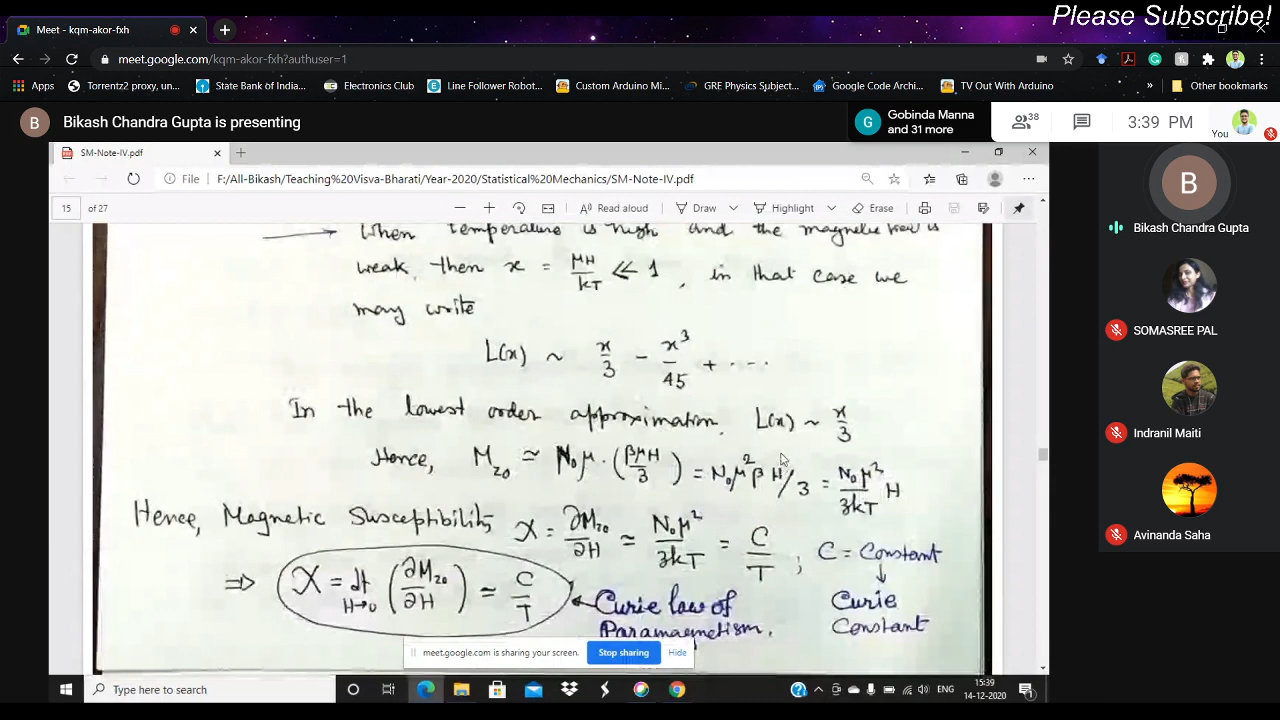 Please Subscribe!
Meet - kqm-akor-fxh
meet.google.com/kqm-akor-fxh?authuser=1
Apps Torrentz2 proxy, un... State Bank of India... Electronics Club Line Follower Robot... Custom Arduino Mi... GRE Physics Subject... Google Code Archi... TV Out With Arduino » Other bookmarks
B Bikash Chandra Gupta is presenting
G Gobinda Manna
and 31 more
38
3:39 PM
You
SM-Note-IV.pdf
File F:/All-Bikash/Teaching%20Visva-Bharati/Year-2020/Statistical%20Mechanics/SM-Note-IV.pdf
15 of 27 Read aloud Draw Highlight Erase
When temperature is high and the magnetic is
weak, then x = μH/kT ≪ 1, in that case we
may write
L(x) ~ x/3 - x³/45 + ....
In the lowest order approximation, L(x) ~ x/3
Hence, M_zo ≃ N₀μ·(βμH/3) = N₀μ²βH/3 = N₀μ²/3kT H
Hence, Magnetic Susceptibility χ = ∂M_zo/∂H ≃ N₀μ²/3kT = C/T ; C = Constant
↓
⇒ χ = lt H→0 (∂M_zo/∂H) ≃ C/T ← Curie law of Paramagnetism.
Curie
Constant
meet.google.com is sharing your screen. Stop sharing Hide
B
Bikash Chandra Gupta
SOMASREE PAL
Indranil Maiti
Avinanda Saha
Type here to search
ENG
15:39
14-12-2020
1